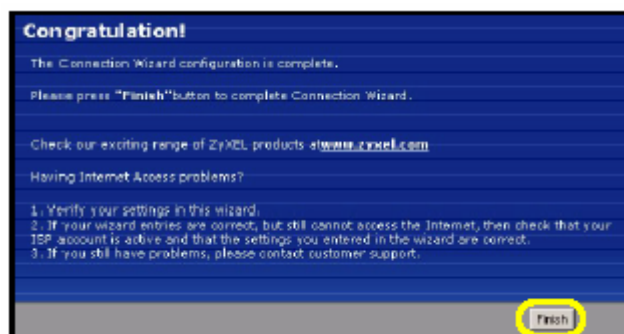 Congratulation!
The Connection Wizard configuration is complete.
Please press "Finish"button to complete Connection Wizard.
Check our exciting range of ZyXEL products atwww.zyxel.com
Having Internet Access problems?
1. Verify your settings in this wizard.
2. If your wizard entries are correct, but still cannot access the Internet, then check that your
ISP account is active and that the settings you entered in the wizard are correct.
3. If you still have problems, please contact customer support.
Finish